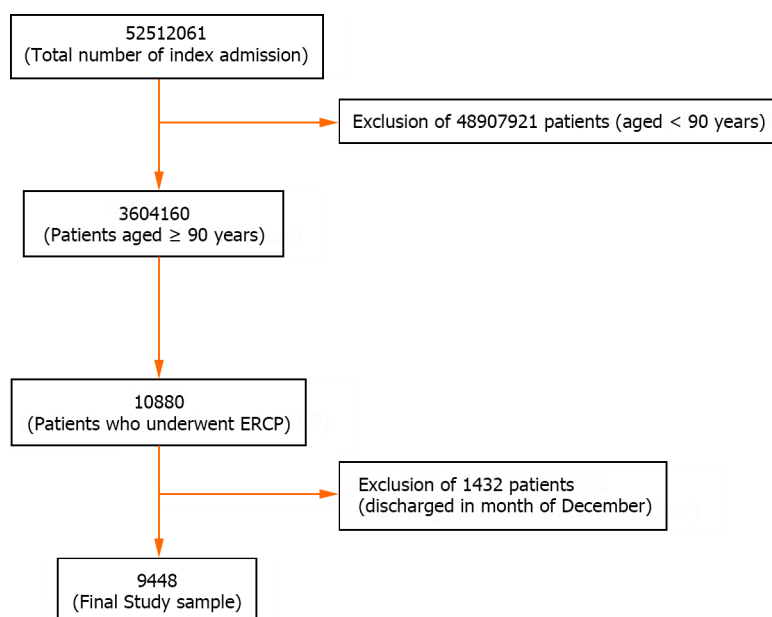 52512061
(Total number of index admission)
Exclusion of 48907921 patients (aged < 90 years)
3604160
(Patients aged ≥ 90 years)
10880
(Patients who underwent ERCP)
Exclusion of 1432 patients
(discharged in month of December)
9448
(Final Study sample)